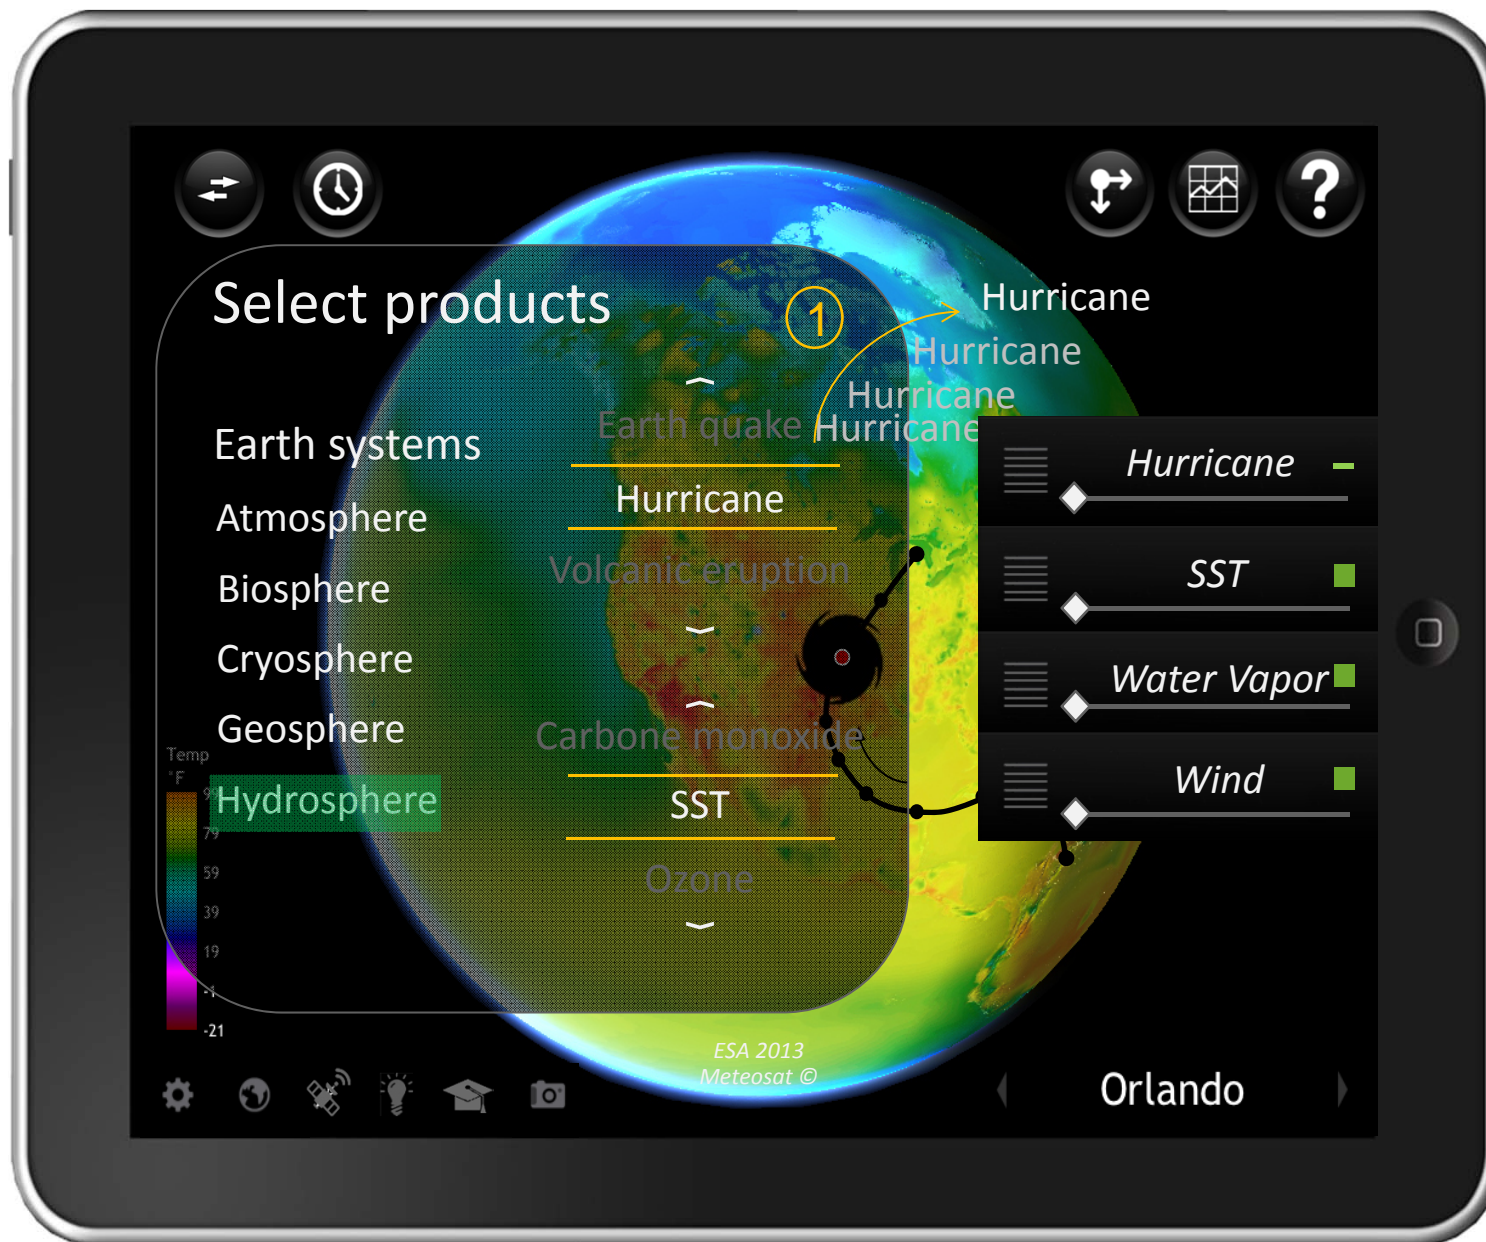 Select products
1
Hurricane
Hurricane
Hurricane
Hurricane
Earth systems
Atmosphere
Biosphere
Cryosphere
Geosphere
Hydrosphere
Earth quake
Hurricane
Volcanic eruption
Carbone monoxide
SST
Ozone
Hurricane
SST
Water Vapor
Wind
Temp
°F
99
79
59
39
19
-1
-21
ESA 2013
Meteosat ©
Orlando